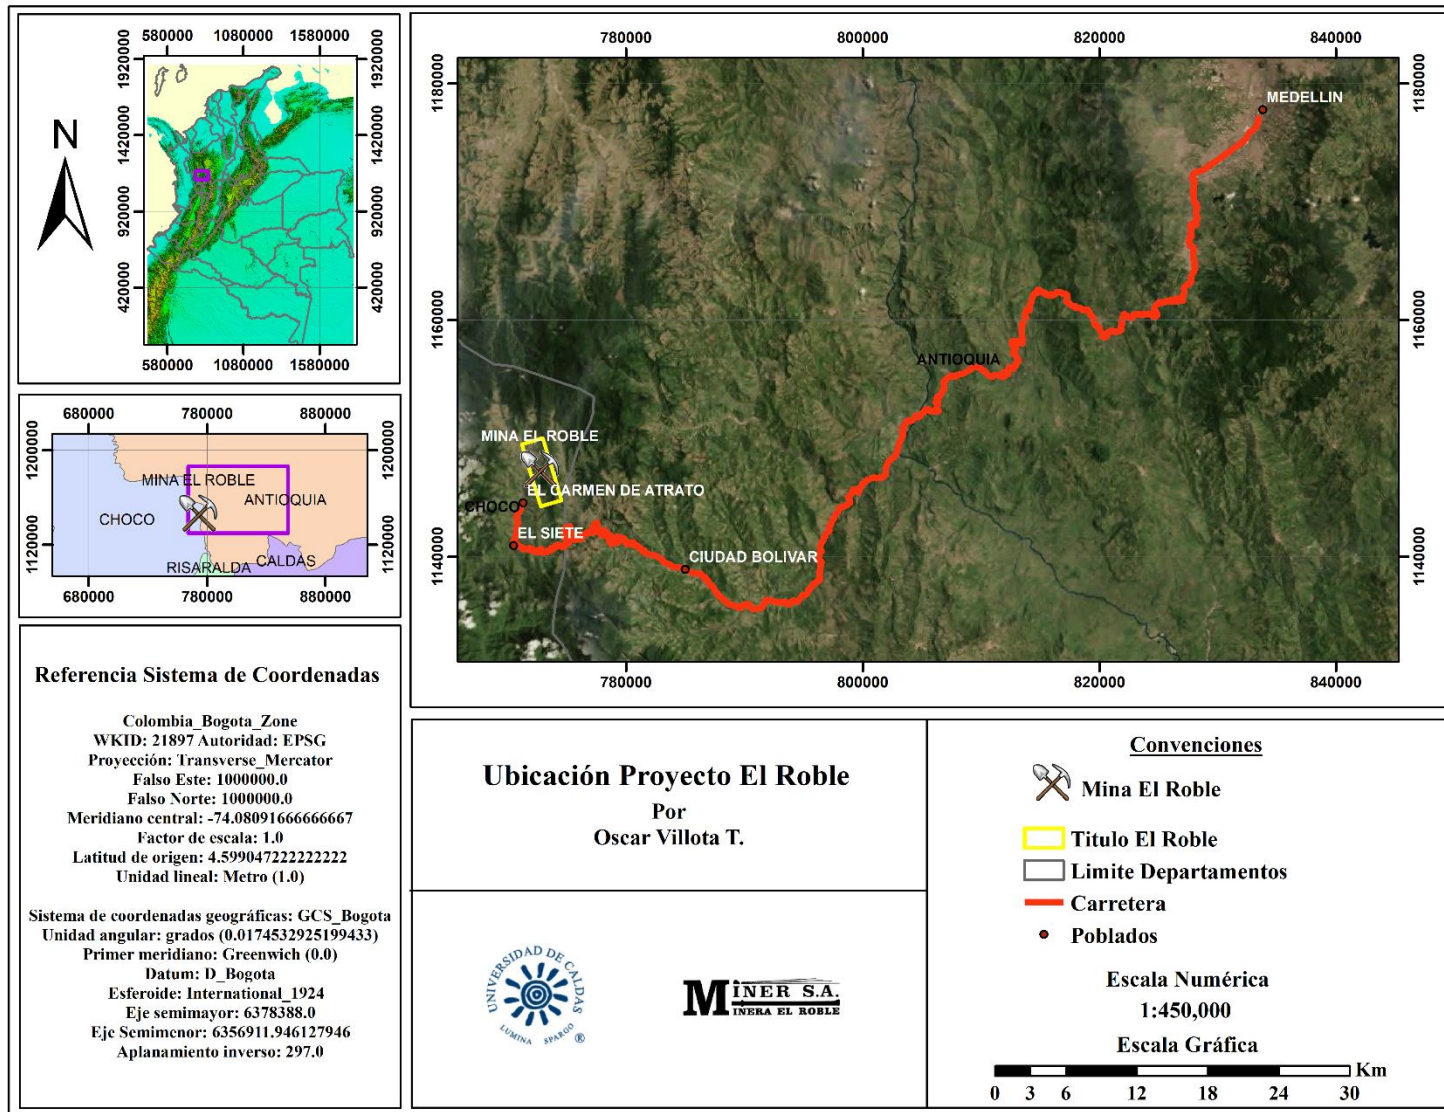 580000 1080000 1580000
1920000 1920000
1420000 1420000
920000 920000
420000 420000
580000 1080000 1580000
N
680000 780000 880000
1200000 1200000
MINA EL ROBLE
ANTIOQUIA
CHOCO
1120000 1120000
RISARALDA
CALDAS
680000 780000 880000
Referencia Sistema de Coordenadas
Colombia_Bogota_Zone
WKID: 21897 Autoridad: EPSG
Proyección: Transverse_Mercator
Falso Este: 1000000.0
Falso Norte: 1000000.0
Meridiano central: -74.08091666666667
Factor de escala: 1.0
Latitud de origen: 4.599047222222222
Unidad lineal: Metro (1.0)
Sistema de coordenadas geográficas: GCS_Bogota
Unidad angular: grados (0.0174532925199433)
Primer meridiano: Greenwich (0.0)
Datum: D_Bogota
Esferoide: International_1924
Eje semimayor: 6378388.0
Eje Semimenor: 6356911.946127946
Aplanamiento inverso: 297.0
780000 800000 820000 840000
1180000 1180000
MEDELLIN
1160000 1160000
ANTIOQUIA
MINA EL ROBLE
EL CARMEN DE ATRATO
CHOCO
EL SIETE
CIUDAD BOLIVAR
1140000 1140000
780000 800000 820000 840000
Ubicación Proyecto El Roble
Por
Oscar Villota T.
UNIVERSIDAD DE CALDAS
LUMINA SPARGO
®
MINER S.A.
MINERA EL ROBLE
Convenciones
Mina El Roble
Titulo El Roble
Limite Departamentos
Carretera
Poblados
Escala Numérica
1:450,000
Escala Gráfica
Km
0 3 6 12 18 24 30